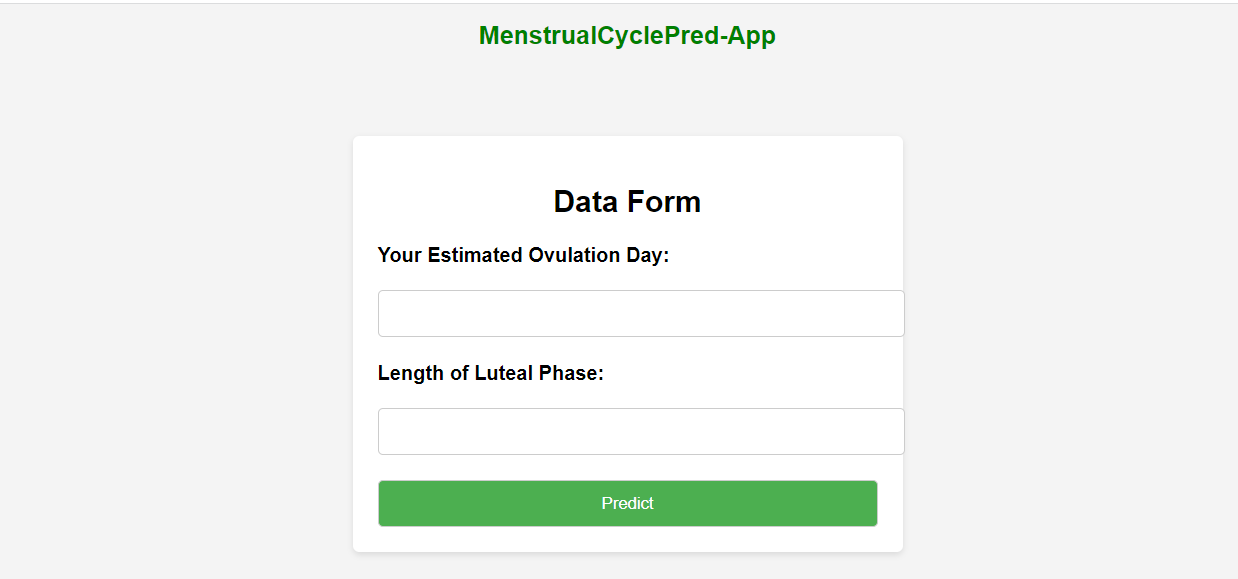 MenstrualCyclePred-App
Data Form
Your Estimated Ovulation Day:
Length of Luteal Phase:
Predict